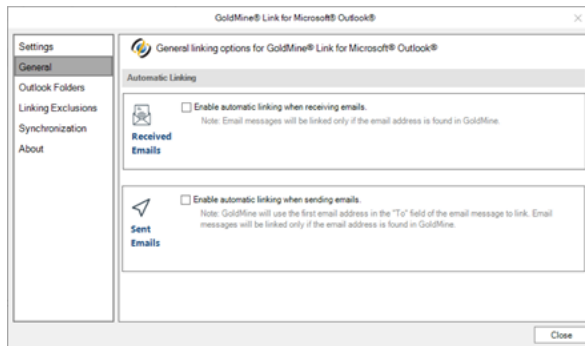 GoldMine® Link for Microsoft® Outlook®
Settings
General
Outlook Folders
Linking Exclusions
Synchronization
About
General linking options for GoldMine® Link for Microsoft® Outlook®
Automatic Linking
Enable automatic linking when receiving emails.
Note: Email messages will be linked only if the email address is found in GoldMine.
Received
Emails
Enable automatic linking when sending emails.
Note: GoldMine will use the first email address in the "To" field of the email message to link. Email
messages will be linked only if the email address is found in GoldMine.
Sent
Emails
Close